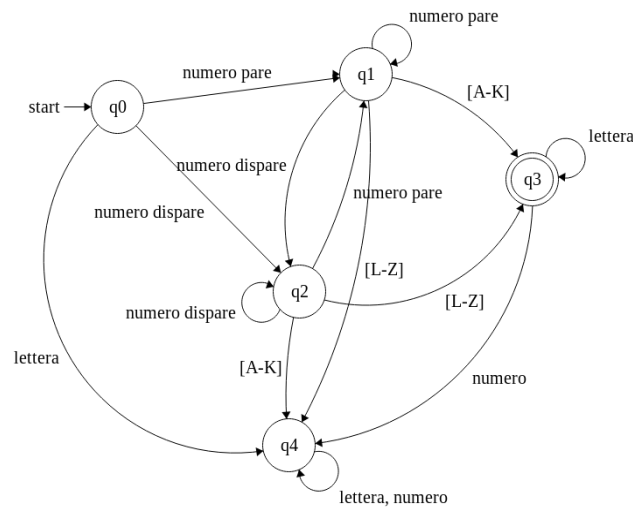 numero pare
q1
numero pare
[A-K]
start
q0
lettera
numero dispare
q3
numero pare
numero dispare
[L-Z]
q2
[L-Z]
numero dispare
lettera
[A-K]
numero
q4
lettera, numero